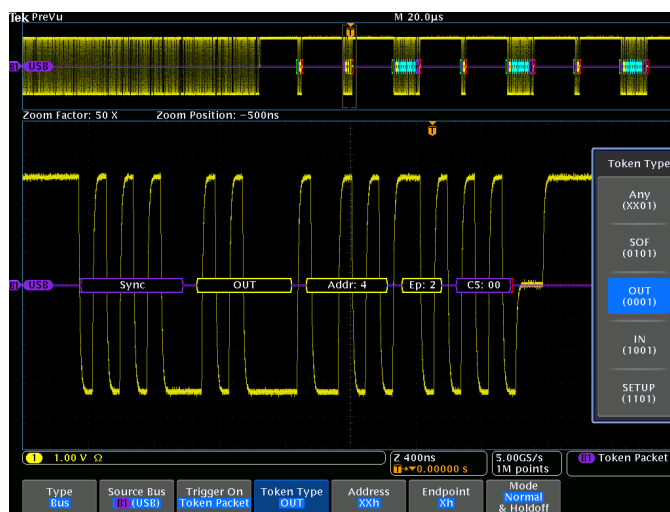 Tek PreVu M 20.0μs
T
B1 USB
Zoom Factor: 50 X Zoom Position: −500ns
T
Token Type
Any
(XX01)
SOF
(0101)
OUT
(0001)
IN
(1001)
SETUP
(1101)
B1 USB Sync OUT Addr: 4 Ep: 2 C5: 00
1 1.00 V Ω
Z 400ns
T→▼0.00000 s
5.00GS/s
1M points
B1 Token Packet
Type
Bus
Source Bus
B1 (USB)
Trigger On
Token Packet
Token Type
OUT
Address
XXh
Endpoint
Xh
Mode
Normal
& Holdoff